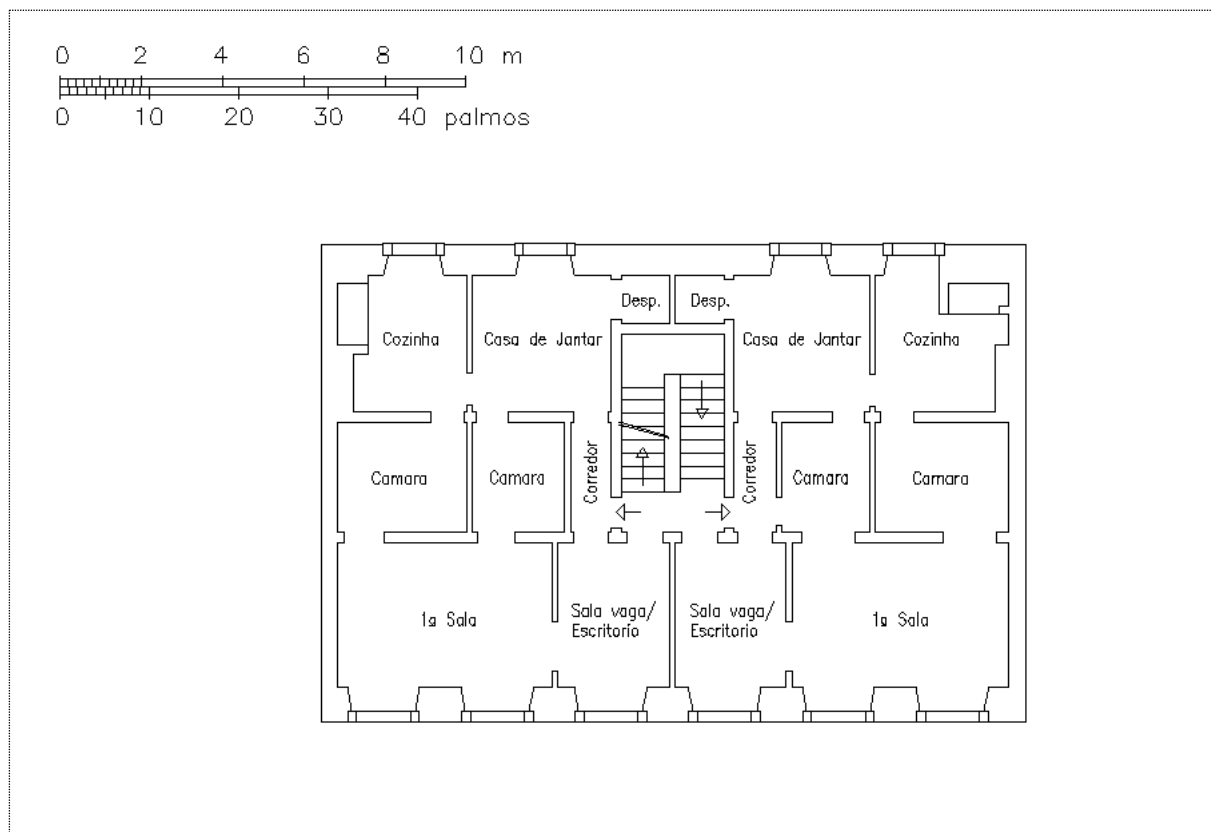 0 2 4 6 8 10 m
0 10 20 30 40 palmos
Desp. Desp.
Cozinha Casa de Jantar Casa de Jantar Cozinha
Corredor Corredor
Camara Camara Camara Camara
Sala vaga/ Sala vaga/
1a Sala Escritorio Escritorio 1a Sala